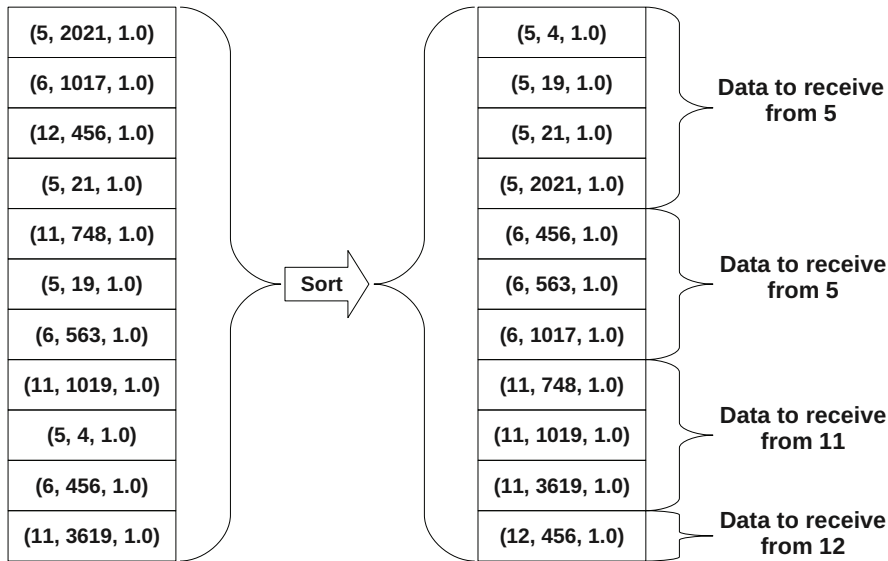 (5, 2021, 1.0)
(6, 1017, 1.0)
(12, 456, 1.0)
(5, 21, 1.0)
(11, 748, 1.0)
(5, 19, 1.0)
(6, 563, 1.0)
(11, 1019, 1.0)
(5, 4, 1.0)
(6, 456, 1.0)
(11, 3619, 1.0)
Sort
(5, 4, 1.0)
(5, 19, 1.0)
(5, 21, 1.0)
(5, 2021, 1.0)
(6, 456, 1.0)
(6, 563, 1.0)
(6, 1017, 1.0)
(11, 748, 1.0)
(11, 1019, 1.0)
(11, 3619, 1.0)
(12, 456, 1.0)
Data to receive
from 5
Data to receive
from 5
Data to receive
from 11
Data to receive
from 12